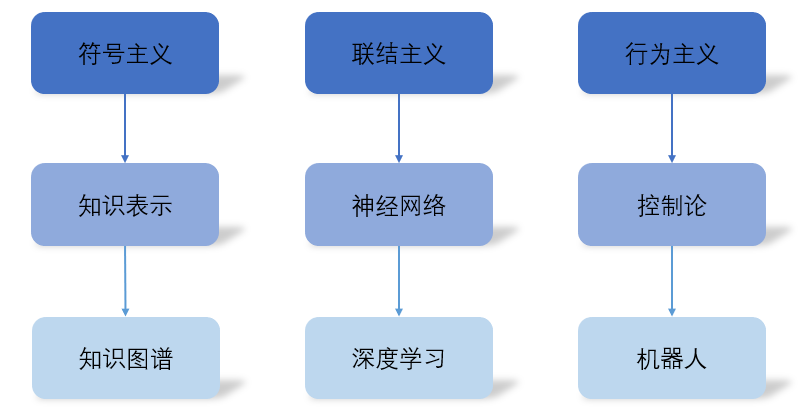 符号主义
联结主义
行为主义
知识表示
神经网络
控制论
知识图谱
深度学习
机器人